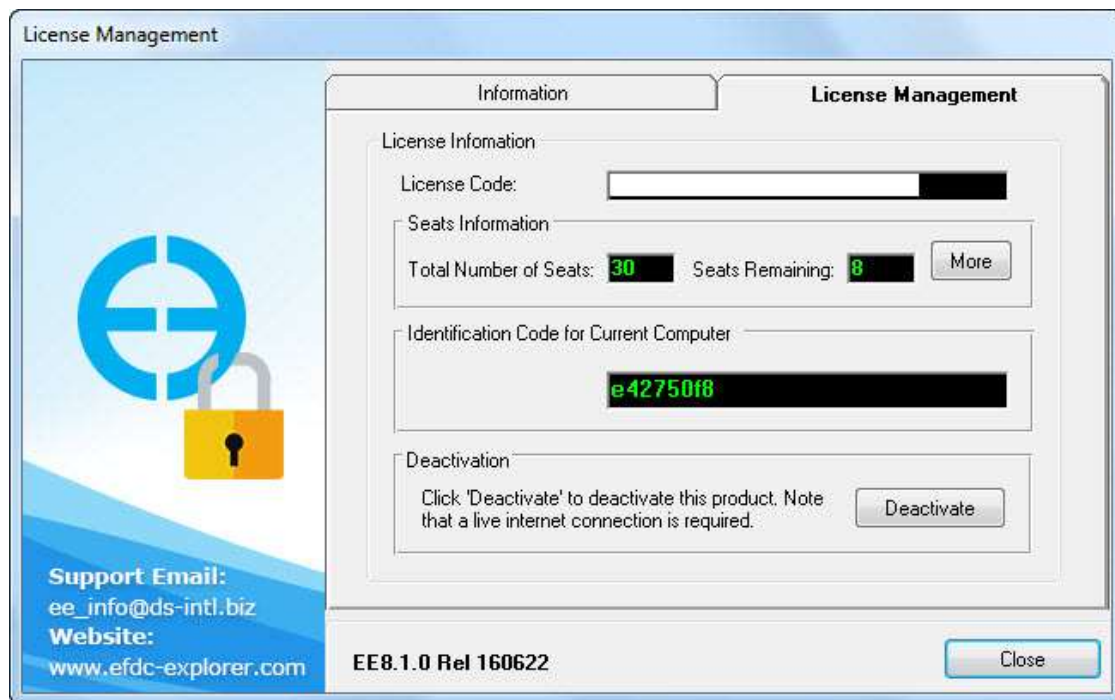 License Management
Information
License Management
License Infomation
License Code:
Seats Information
Total Number of Seats: 30 Seats Remaining: 8 More
Identification Code for Current Computer
e42750f8
Deactivation
Click 'Deactivate' to deactivate this product. Note
that a live internet connection is required.
Deactivate
Support Email:
ee_info@ds-intl.biz
Website:
www.efdc-explorer.com
EE8.1.0 Rel 160622
Close